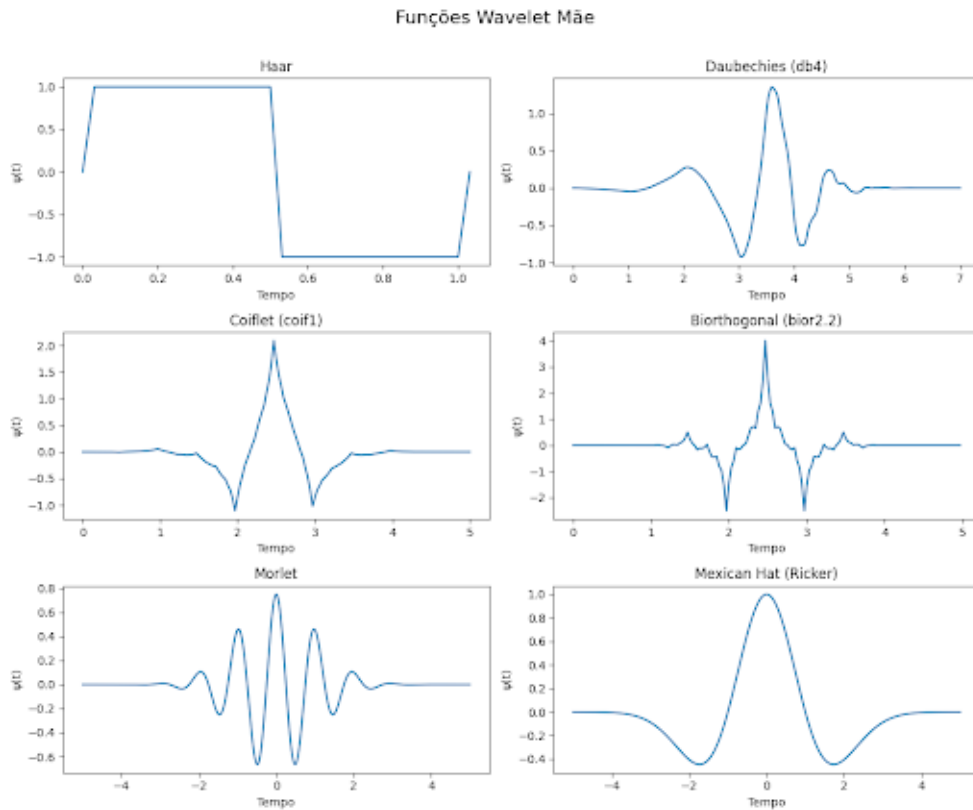 Funções Wavelet Mãe
Haar
1.0
0.5
0.0
−0.5
−1.0
ψ(t)
0.0 0.2 0.4 0.6 0.8 1.0
Tempo
Daubechies (db4)
1.0
0.5
0.0
−0.5
−1.0
ψ(t)
0 1 2 3 4 5 6 7
Tempo
Coiflet (coif1)
2.0
1.5
1.0
0.5
0.0
−0.5
−1.0
ψ(t)
0 1 2 3 4 5
Tempo
Biorthogonal (bior2.2)
4
3
2
1
0
−1
−2
ψ(t)
0 1 2 3 4 5
Tempo
Morlet
0.8
0.6
0.4
0.2
0.0
−0.2
−0.4
−0.6
ψ(t)
−4 −2 0 2 4
Tempo
Mexican Hat (Ricker)
1.0
0.8
0.6
0.4
0.2
0.0
−0.2
−0.4
ψ(t)
−4 −2 0 2 4
Tempo